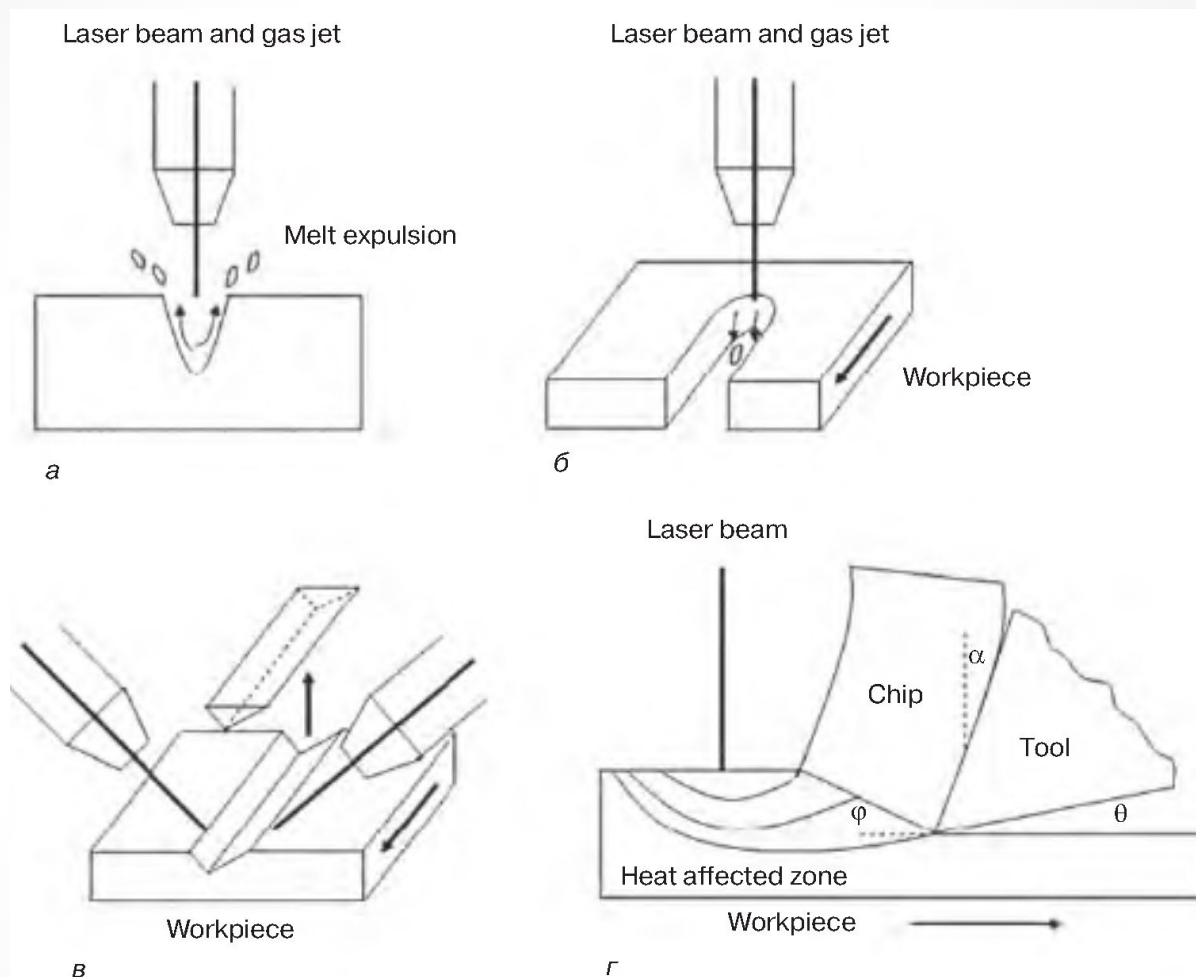 Laser beam and gas jet
Laser beam and gas jet
Melt expulsion
Workpiece
а
б
Laser beam
α
Chip
Tool
φ
θ
Heat affected zone
Workpiece
Workpiece
в
г